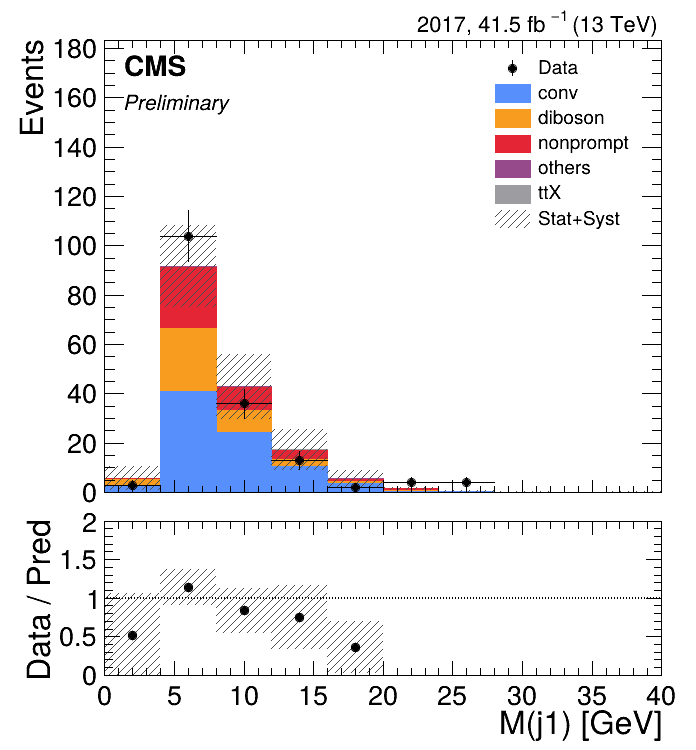 2017, 41.5 fb⁻¹ (13 TeV)
Events
180
160
140
120
100
80
60
40
20
0
CMS
Preliminary
Data
conv
diboson
nonprompt
others
ttX
Stat+Syst
Data / Pred
2
1.5
1
0.5
0
0 5 10 15 20 25 30 35 40
M(j1) [GeV]